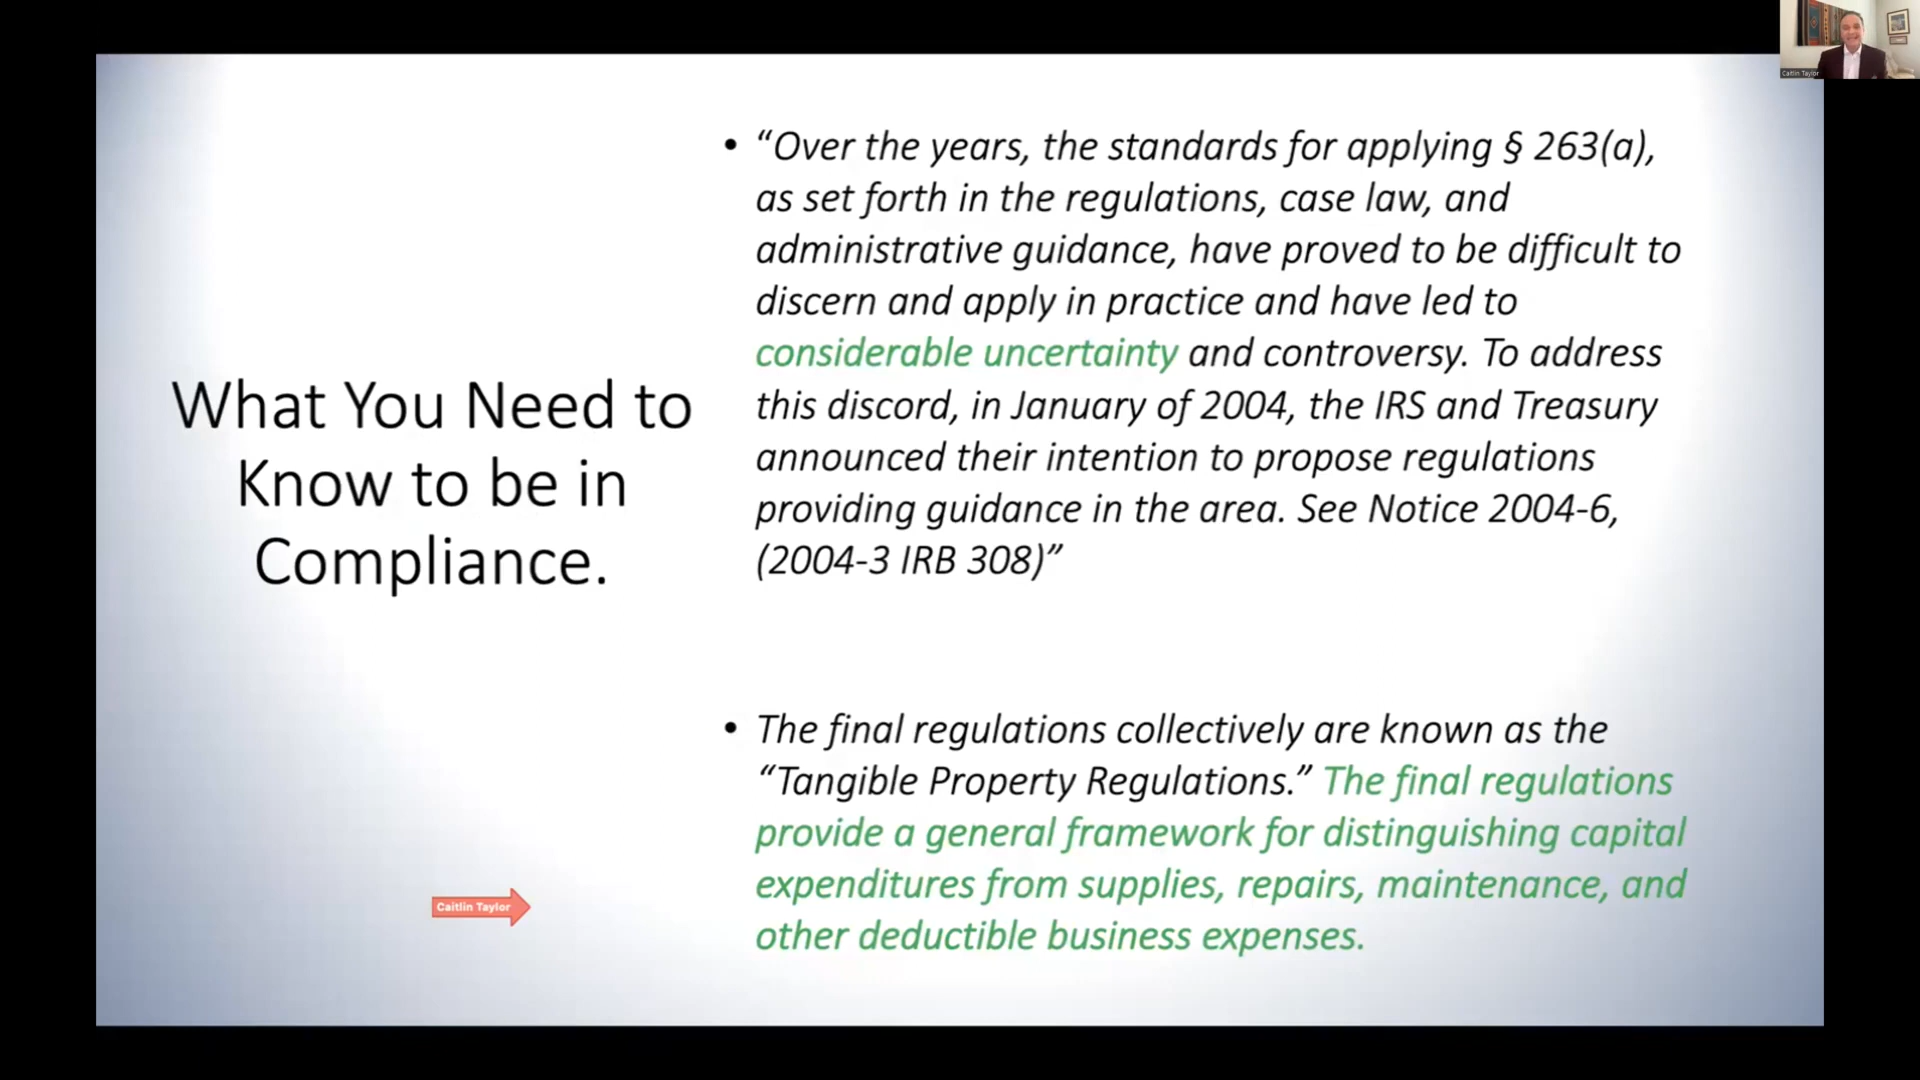 Caitlin Taylor
What You Need to
Know to be in
Compliance.
• “Over the years, the standards for applying § 263(a),
as set forth in the regulations, case law, and
administrative guidance, have proved to be difficult to
discern and apply in practice and have led to
considerable uncertainty and controversy. To address
this discord, in January of 2004, the IRS and Treasury
announced their intention to propose regulations
providing guidance in the area. See Notice 2004-6,
(2004-3 IRB 308)”
• The final regulations collectively are known as the
“Tangible Property Regulations.” The final regulations
provide a general framework for distinguishing capital
expenditures from supplies, repairs, maintenance, and
other deductible business expenses.
Caitlin Taylor